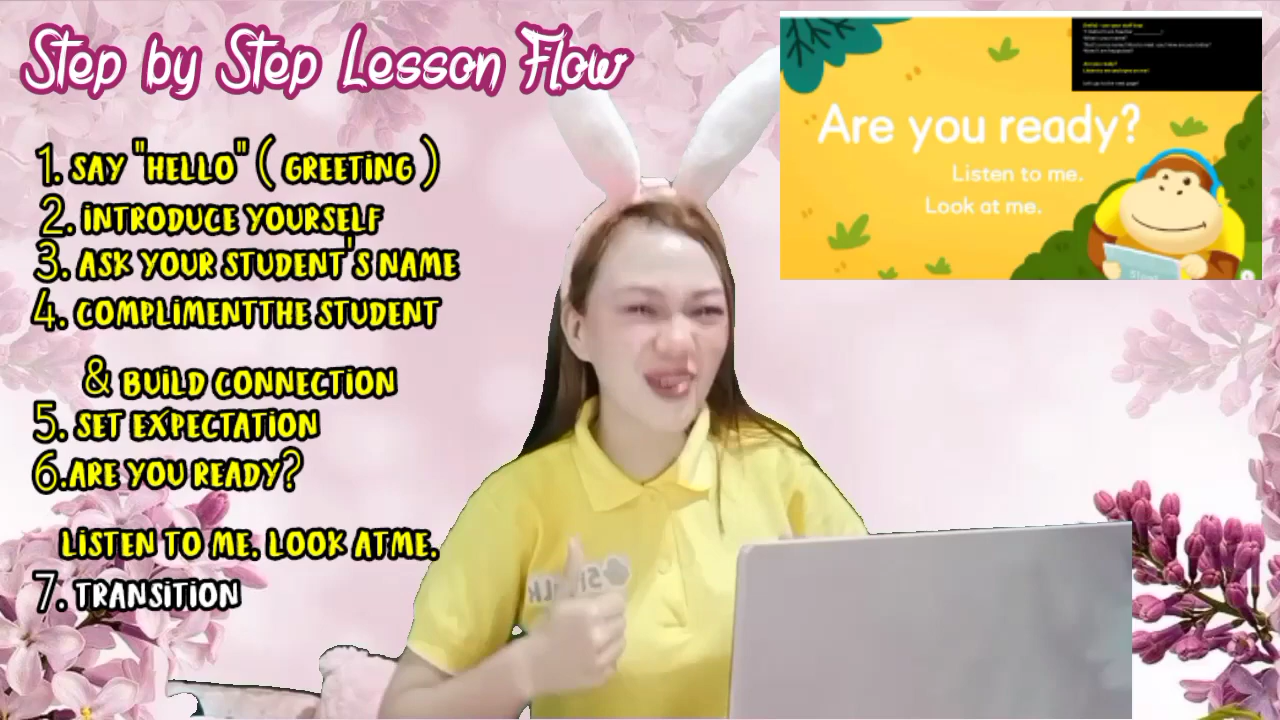 Step by Step Lesson Flow
1. SAY "HELLO" ( GREETING )
2. INTRODUCE YOURSELF
3. ASK YOUR STUDENT'S NAME
4. COMPLIMENTTHE STUDENT
& BUILD CONNECTION
5. SET EXPECTATION
6.ARE YOU READY?
LISTEN TO ME. LOOK ATME.
7. TRANSITION
Are you ready?
Listen to me.
Look at me.